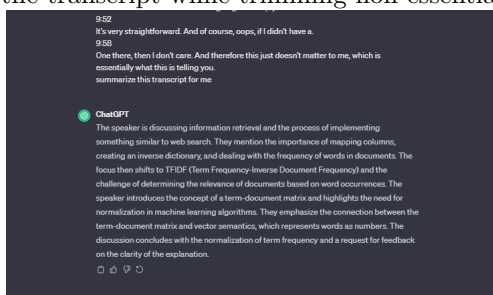 the transcript while trimming non-essential
9:52
It's very straightforward. And of course, oops, if I didn't have a.
9:58
One there, then I don't care. And therefore this just doesn't matter to me, which is
essentially what this is telling you.
summarize this transcript for me
ChatGPT
The speaker is discussing information retrieval and the process of implementing
something similar to web search. They mention the importance of mapping columns,
creating an inverse dictionary, and dealing with the frequency of words in documents. The
focus then shifts to TFIDF (Term Frequency-Inverse Document Frequency) and the
challenge of determining the relevance of documents based on word occurrences. The
speaker introduces the concept of a term-document matrix and highlights the need for
normalization in machine learning algorithms. They emphasize the connection between the
term-document matrix and vector semantics, which represents words as numbers. The
discussion concludes with the normalization of term frequency and a request for feedback
on the clarity of the explanation.